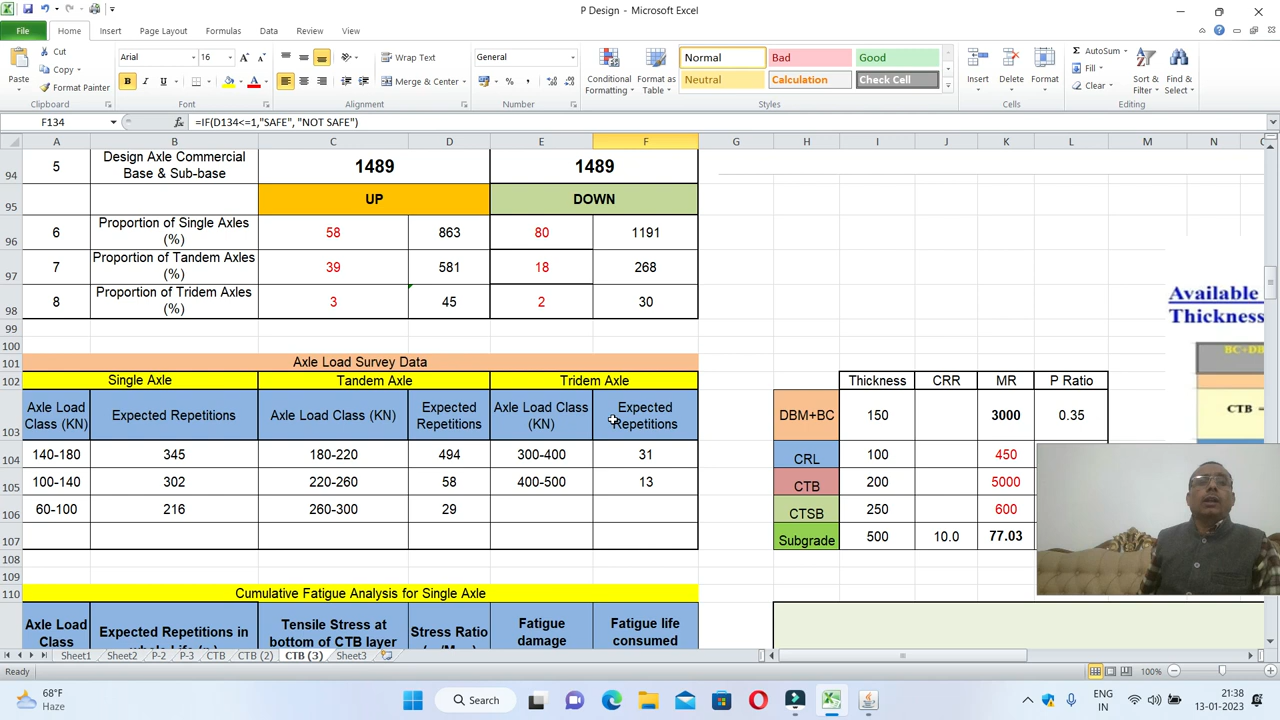 P Design - Microsoft Excel
File Home Insert Page Layout Formulas Data Review View
Cut
Copy
Format Painter
Paste
Clipboard
Arial 16
B I U
Font
Wrap Text
Merge & Center
Alignment
General
Number
Conditional Formatting
Format as Table
Normal Bad Good
Neutral Calculation Check Cell
Styles
Insert Delete Format
Cells
AutoSum
Fill
Clear
Sort & Filter
Find & Select
Editing
F134 fx =IF(D134<=1,"SAFE", "NOT SAFE")
A B C D E F G H I J K L M N
94 5 Design Axle Commercial Base & Sub-base 1489 1489
95 UP DOWN
96 6 Proportion of Single Axles (%) 58 863 80 1191
97 7 Proportion of Tandem Axles (%) 39 581 18 268
98 8 Proportion of Tridem Axles (%) 3 45 2 30
99
100
101 Axle Load Survey Data
102 Single Axle Tandem Axle Tridem Axle
103 Axle Load Class (KN) Expected Repetitions Axle Load Class (KN) Expected Repetitions Axle Load Class (KN) Expected Repetitions
104 140-180 345 180-220 494 300-400 31
105 100-140 302 220-260 58 400-500 13
106 60-100 216 260-300 29
107
108
109
110 Cumulative Fatigue Analysis for Single Axle
Axle Load Class
Expected Repetitions in
Tensile Stress at bottom of CTB layer
Stress Ratio
Fatigue damage
Fatigue life consumed
Thickness CRR MR P Ratio
DBM+BC 150 3000 0.35
CRL 100 450
CTB 200 5000
CTSB 250 600
Subgrade 500 10.0 77.03
Available
Thickness
BC+DB
CTB =
Sheet1 Sheet2 P-2 P-3 CTB CTB (2) CTB (3) Sheet3
Ready 100%
68°F
Haze
Search
ENG
IN
21:38
13-01-2023